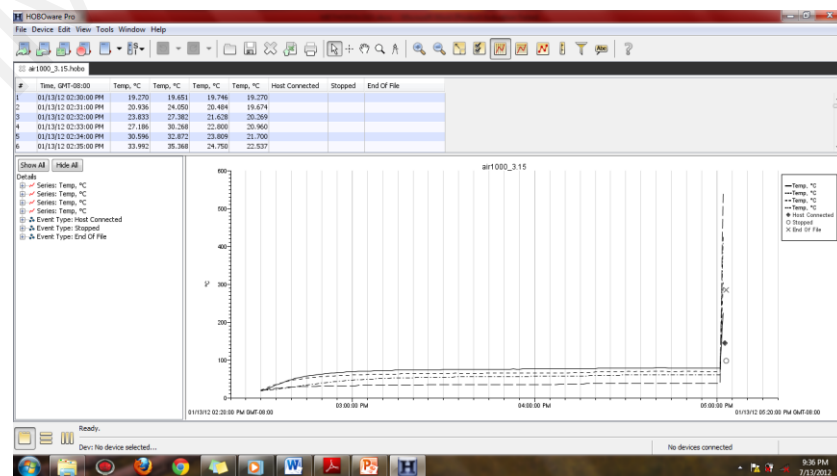 HOBOware Pro
File Device Edit View Tools Window Help
air1000_3.15.hobo
# Time, GMT-08:00 Temp, °C Temp, °C Temp, °C Temp, °C Host Connected Stopped End Of File
1 01/13/12 02:30:00 PM 19.270 19.651 19.746 19.270
2 01/13/12 02:31:00 PM 20.936 24.050 20.484 19.674
3 01/13/12 02:32:00 PM 23.833 27.382 21.628 20.269
4 01/13/12 02:33:00 PM 27.186 30.268 22.800 20.960
5 01/13/12 02:34:00 PM 30.596 32.872 23.809 21.700
6 01/13/12 02:35:00 PM 33.992 35.368 24.750 22.537
Show All Hide All
Details
Series: Temp, °C
Series: Temp, °C
Series: Temp, °C
Series: Temp, °C
Event Type: Host Connected
Event Type: Stopped
Event Type: End Of File
air1000_3.15
600
500
400
°C 300
200
100
0
03:00:00 PM 04:00:00 PM 05:00:00 PM
01/13/12 02:20:00 PM GMT-08:00 01/13/12 05:20:00 PM GMT-08:00
Temp, °C
Temp, °C
Temp, °C
Temp, °C
Host Connected
Stopped
End Of File
Ready.
Dev: No device selected...
No devices connected
9:36 PM
7/13/2012